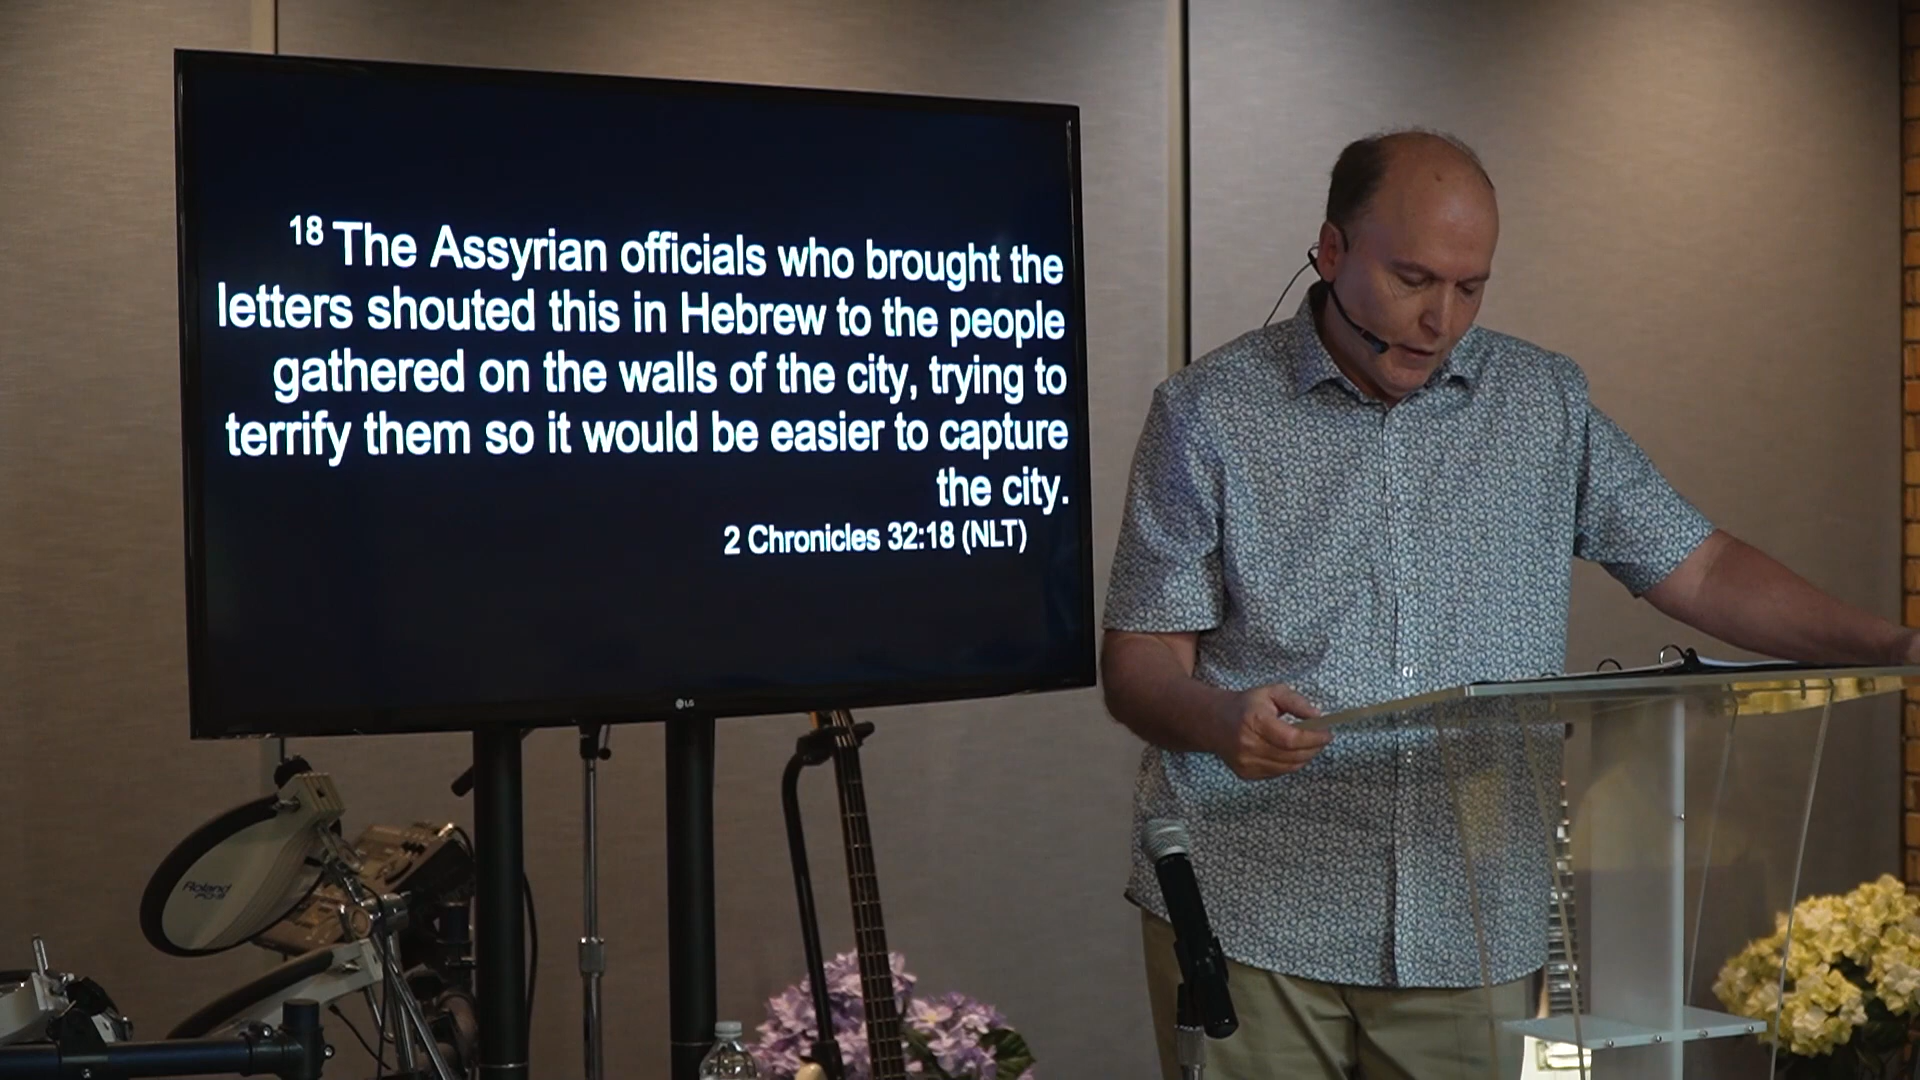 18 The Assyrian officials who brought the
letters shouted this in Hebrew to the people
gathered on the walls of the city, trying to
terrify them so it would be easier to capture
the city.
2 Chronicles 32:18 (NLT)
LG
Roland